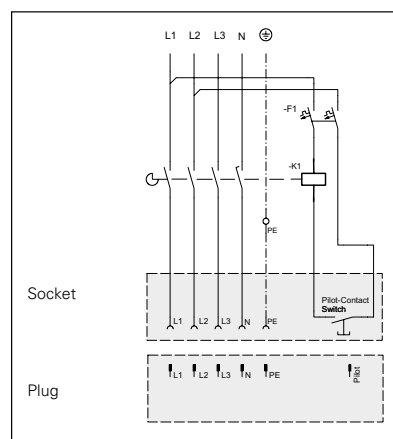 L1 L2 L3 N
-F1
-K1
PE
Socket
Pilot-Contact
Switch
L1 L2 L3 N PE
L1 L2 L3 N PE Pilot
Plug